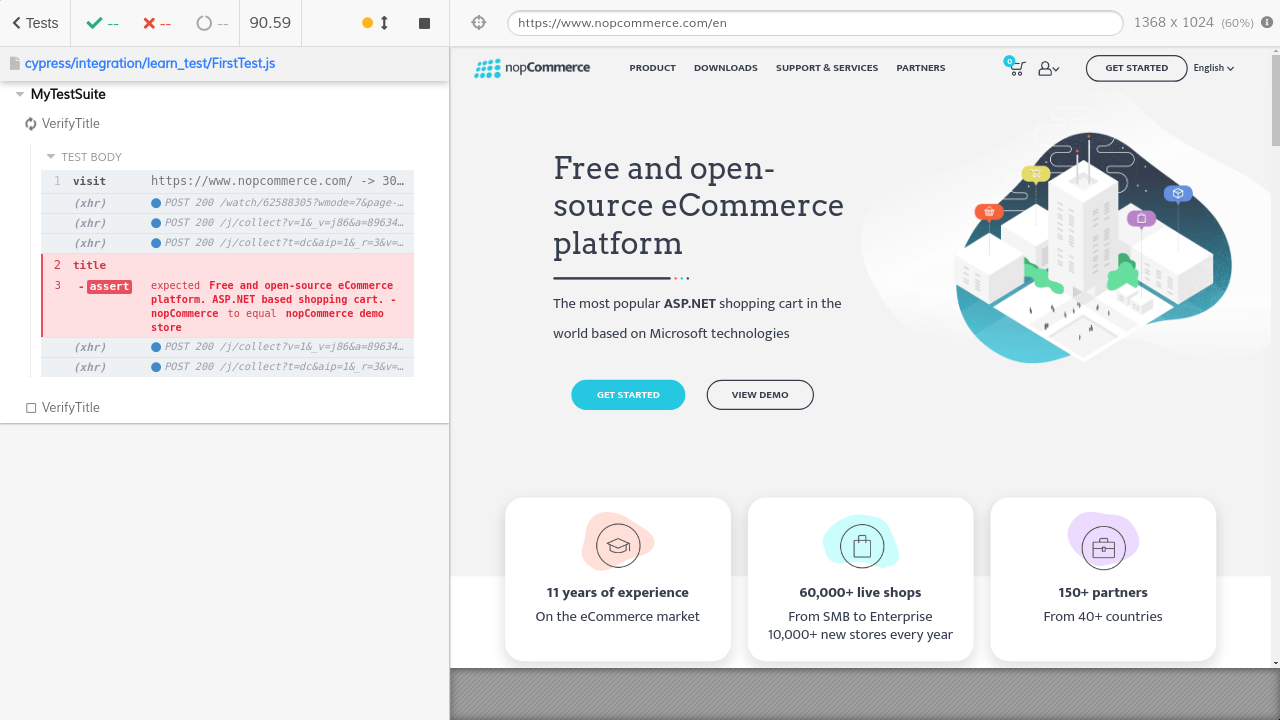 Tests
--
--
--
90.59
https://www.nopcommerce.com/en
1368 x 1024 (60%)
cypress/integration/learn_test/FirstTest.js
MyTestSuite
VerifyTitle
TEST BODY
1 visit https://www.nopcommerce.com/ -> 30…
(xhr) POST 200 /watch/62588305?wmode=7&page-…
(xhr) POST 200 /j/collect?v=1&_v=j86&a=89634…
(xhr) POST 200 /j/collect?t=dc&aip=1&_r=3&v=…
2 title
3 -assert expected Free and open-source eCommerce
platform. ASP.NET based shopping cart. -
nopCommerce to equal nopCommerce demo
store
(xhr) POST 200 /j/collect?v=1&_v=j86&a=89634…
(xhr) POST 200 /j/collect?t=dc&aip=1&_r=3&v=…
VerifyTitle
nopCommerce
PRODUCT DOWNLOADS SUPPORT & SERVICES PARTNERS
0
GET STARTED
English
Free and open-
source eCommerce
platform
The most popular ASP.NET shopping cart in the
world based on Microsoft technologies
GET STARTED
VIEW DEMO
11 years of experience
On the eCommerce market
60,000+ live shops
From SMB to Enterprise
10,000+ new stores every year
150+ partners
From 40+ countries